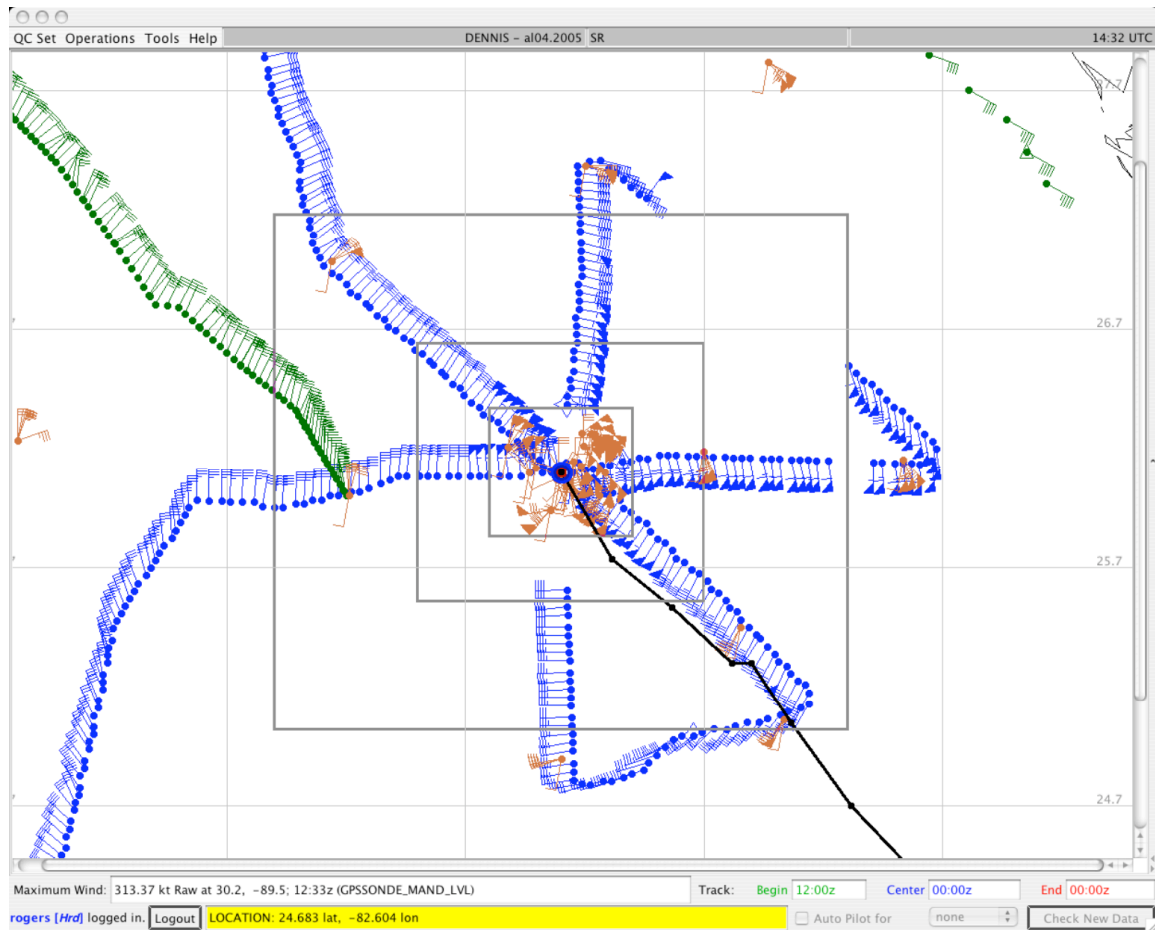 QC Set Operations Tools Help DENNIS - al04.2005 SR 14:32 UTC
27.7
26.7
25.7
24.7
Maximum Wind: 313.37 kt Raw at 30.2, -89.5; 12:33z (GPSSONDE_MAND_LVL) Track: Begin 12:00z Center 00:00z End 00:00z
rogers [Hrd] logged in. Logout LOCATION: 24.683 lat, -82.604 lon Auto Pilot for none Check New Data